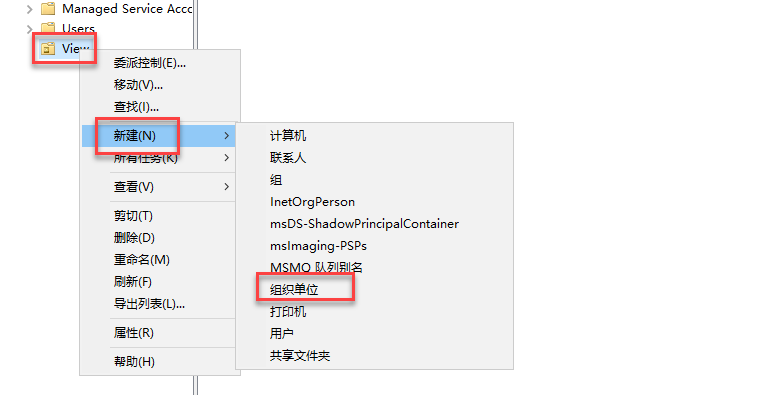 Managed Service Acco
Users
View
委派控制(E)...
移动(V)...
查找(I)...
新建(N)
所有任务(K)
查看(V)
剪切(T)
删除(D)
重命名(M)
刷新(F)
导出列表(L)...
属性(R)
帮助(H)
计算机
联系人
组
InetOrgPerson
msDS-ShadowPrincipalContainer
msImaging-PSPs
MSMQ 队列别名
组织单位
打印机
用户
共享文件夹